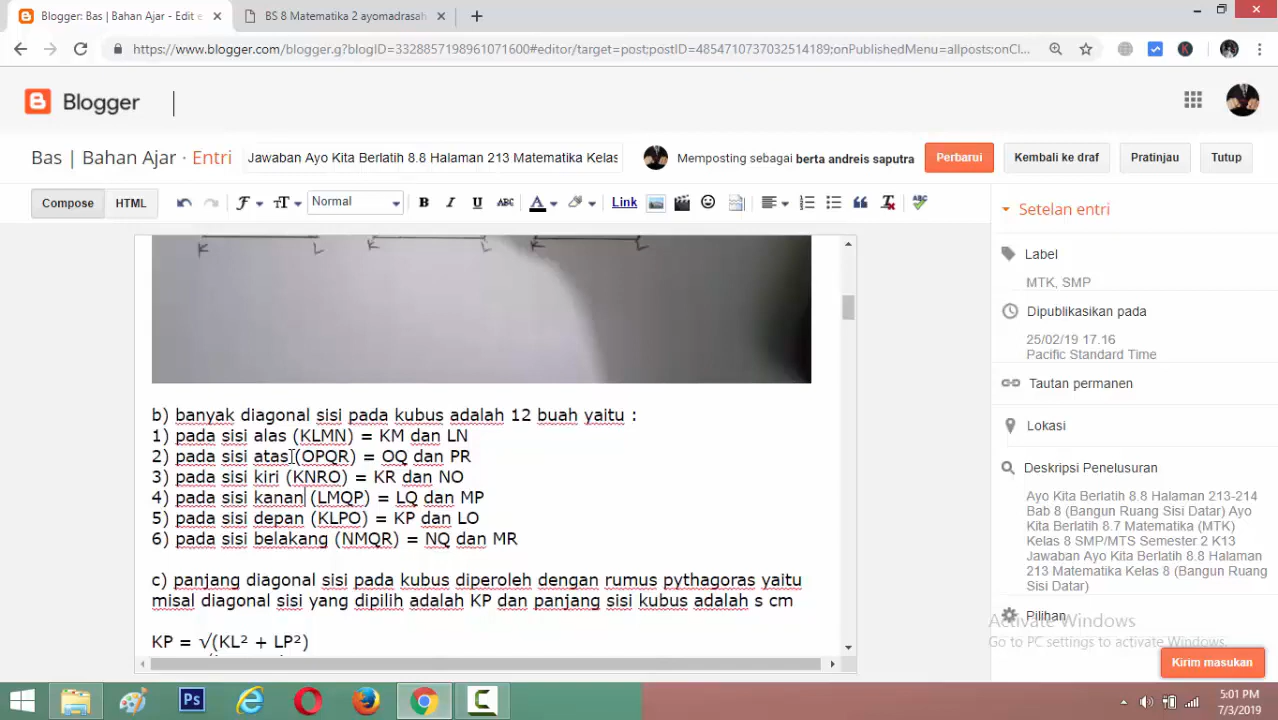 Blogger: Bas | Bahan Ajar - Edit e
BS 8 Matematika 2 ayomadrasah
https://www.blogger.com/blogger.g?blogID=3328857198961071600#editor/target=post;postID=4854710737032514189;onPublishedMenu=allposts;onCl...
Blogger
Bas | Bahan Ajar · Entri
Jawaban Ayo Kita Berlatih 8.8 Halaman 213 Matematika Kelas
Memposting sebagai berta andreis saputra
Perbarui
Kembali ke draf
Pratinjau
Tutup
Compose
HTML
Normal
Link
K L K L K L
b) banyak diagonal sisi pada kubus adalah 12 buah yaitu :
1) pada sisi alas (KLMN) = KM dan LN
2) pada sisi atas (OPQR) = OQ dan PR
3) pada sisi kiri (KNRO) = KR dan NO
4) pada sisi kanan (LMQP) = LQ dan MP
5) pada sisi depan (KLPO) = KP dan LO
6) pada sisi belakang (NMQR) = NQ dan MR
c) panjang diagonal sisi pada kubus diperoleh dengan rumus pythagoras yaitu
misal diagonal sisi yang dipilih adalah KP dan panjang sisi kubus adalah s cm
KP = √(KL² + LP²)
Setelan entri
Label
MTK, SMP
Dipublikasikan pada
25/02/19 17.16
Pacific Standard Time
Tautan permanen
Lokasi
Deskripsi Penelusuran
Ayo Kita Berlatih 8.8 Halaman 213-214
Bab 8 (Bangun Ruang Sisi Datar) Ayo
Kita Berlatih 8.7 Matematika (MTK)
Kelas 8 SMP/MTS Semester 2 K13
Jawaban Ayo Kita Berlatih 8.8 Halaman
213 Matematika Kelas 8 (Bangun Ruang
Sisi Datar)
Pilihan
Activate Windows
Go to PC settings to activate Windows.
Kirim masukan
Ps
5:01 PM
7/3/2019